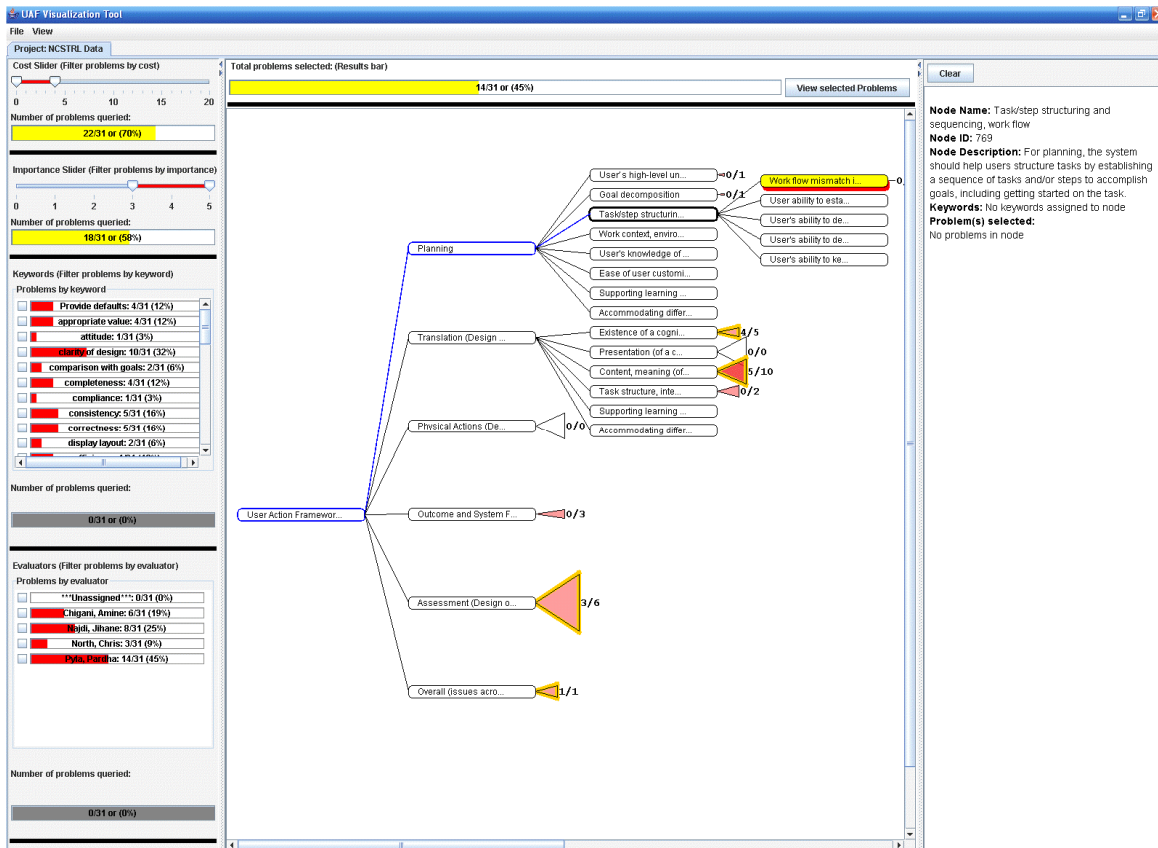 UAF Visualization Tool
File View
Project: NCSTRL Data
Cost Slider (Filter problems by cost)
0 5 10 15 20
Number of problems queried:
22/31 or (70%)
Importance Slider (Filter problems by importance)
0 1 2 3 4 5
Number of problems queried:
18/31 or (58%)
Keywords (Filter problems by keyword)
Problems by keyword
Provide defaults: 4/31 (12%)
appropriate value: 4/31 (12%)
attitude: 1/31 (3%)
clarity of design: 10/31 (32%)
comparison with goals: 2/31 (6%)
completeness: 4/31 (12%)
compliance: 1/31 (3%)
consistency: 5/31 (16%)
correctness: 5/31 (16%)
display layout: 2/31 (6%)
Number of problems queried:
0/31 or (0%)
Evaluators (Filter problems by evaluator)
Problems by evaluator
***Unassigned***: 0/31 (0%)
Chigani, Amine: 6/31 (19%)
Najdi, Jihane: 8/31 (25%)
North, Chris: 3/31 (9%)
Pyla, Pardha: 14/31 (45%)
Number of problems queried:
0/31 or (0%)
Total problems selected: (Results bar)
14/31 or (45%)
View selected Problems
User Action Framewor...
Planning
User's high-level un...
0/1
Goal decomposition
0/1
Task/step structurin...
Work flow mismatch i...
0
User ability to esta...
User's ability to de...
User's ability to de...
User's ability to ke...
Work context, enviro...
User's knowledge of ...
Ease of user customi...
Supporting learning ...
Accommodating differ...
Translation (Design ...
Existence of a cogni...
4/5
Presentation (of a c...
0/0
Content, meaning (of...
5/10
Task structure, inte...
0/2
Supporting learning ...
Accommodating differ...
Physical Actions (De...
0/0
Outcome and System F...
0/3
Assessment (Design o...
3/6
Overall (issues acro...
1/1
Clear
Node Name: Task/step structuring and
sequencing, work flow
Node ID: 769
Node Description: For planning, the system
should help users structure tasks by establishing
a sequence of tasks and/or steps to accomplish
goals, including getting started on the task.
Keywords: No keywords assigned to node
Problem(s) selected:
No problems in node